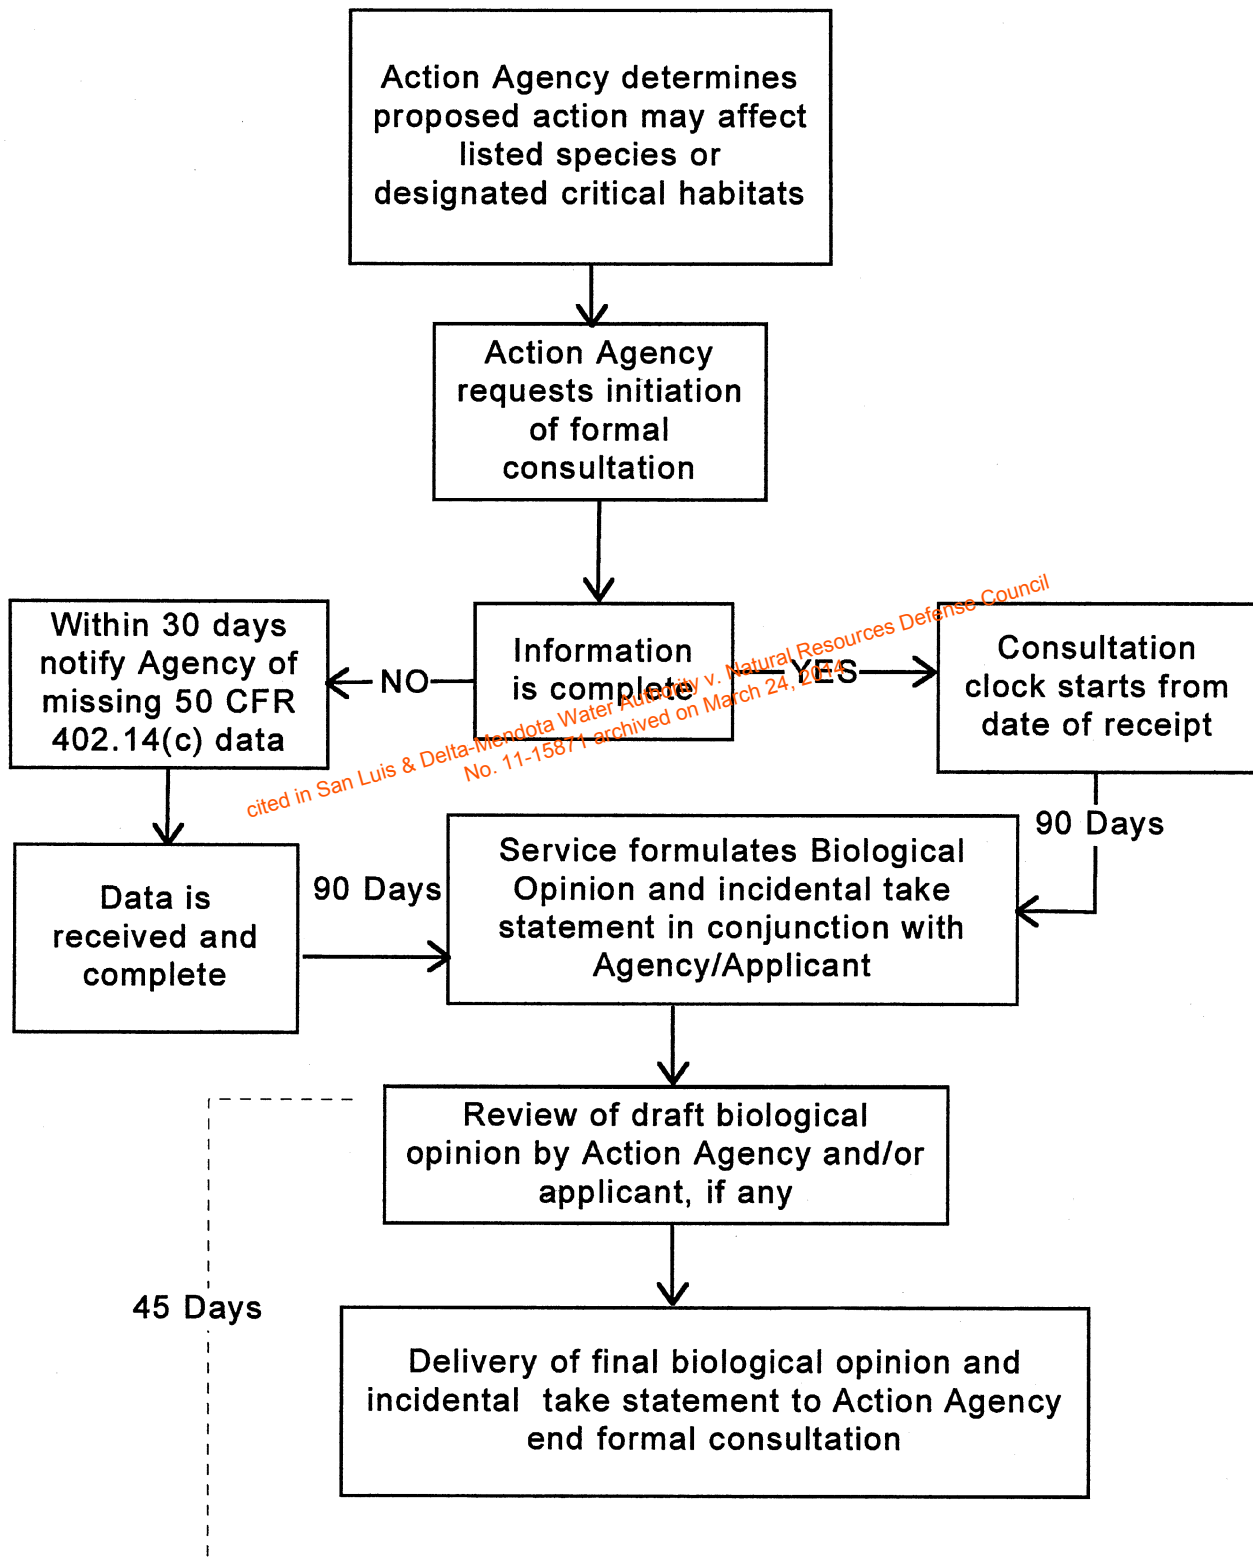 Action Agency determines
proposed action may affect
listed species or
designated critical habitats
Action Agency
requests initiation
of formal
consultation
Information
is complete
NO
YES
Within 30 days
notify Agency of
missing 50 CFR
402.14(c) data
Consultation
clock starts from
date of receipt
cited in San Luis & Delta-Mendota Water Authority v. Natural Resources Defense Council
No. 11-15871 archived on March 24, 2014
90 Days
Data is
received and
complete
90 Days
Service formulates Biological
Opinion and incidental take
statement in conjunction with
Agency/Applicant
Review of draft biological
opinion by Action Agency and/or
applicant, if any
45 Days
Delivery of final biological opinion and
incidental take statement to Action Agency
end formal consultation